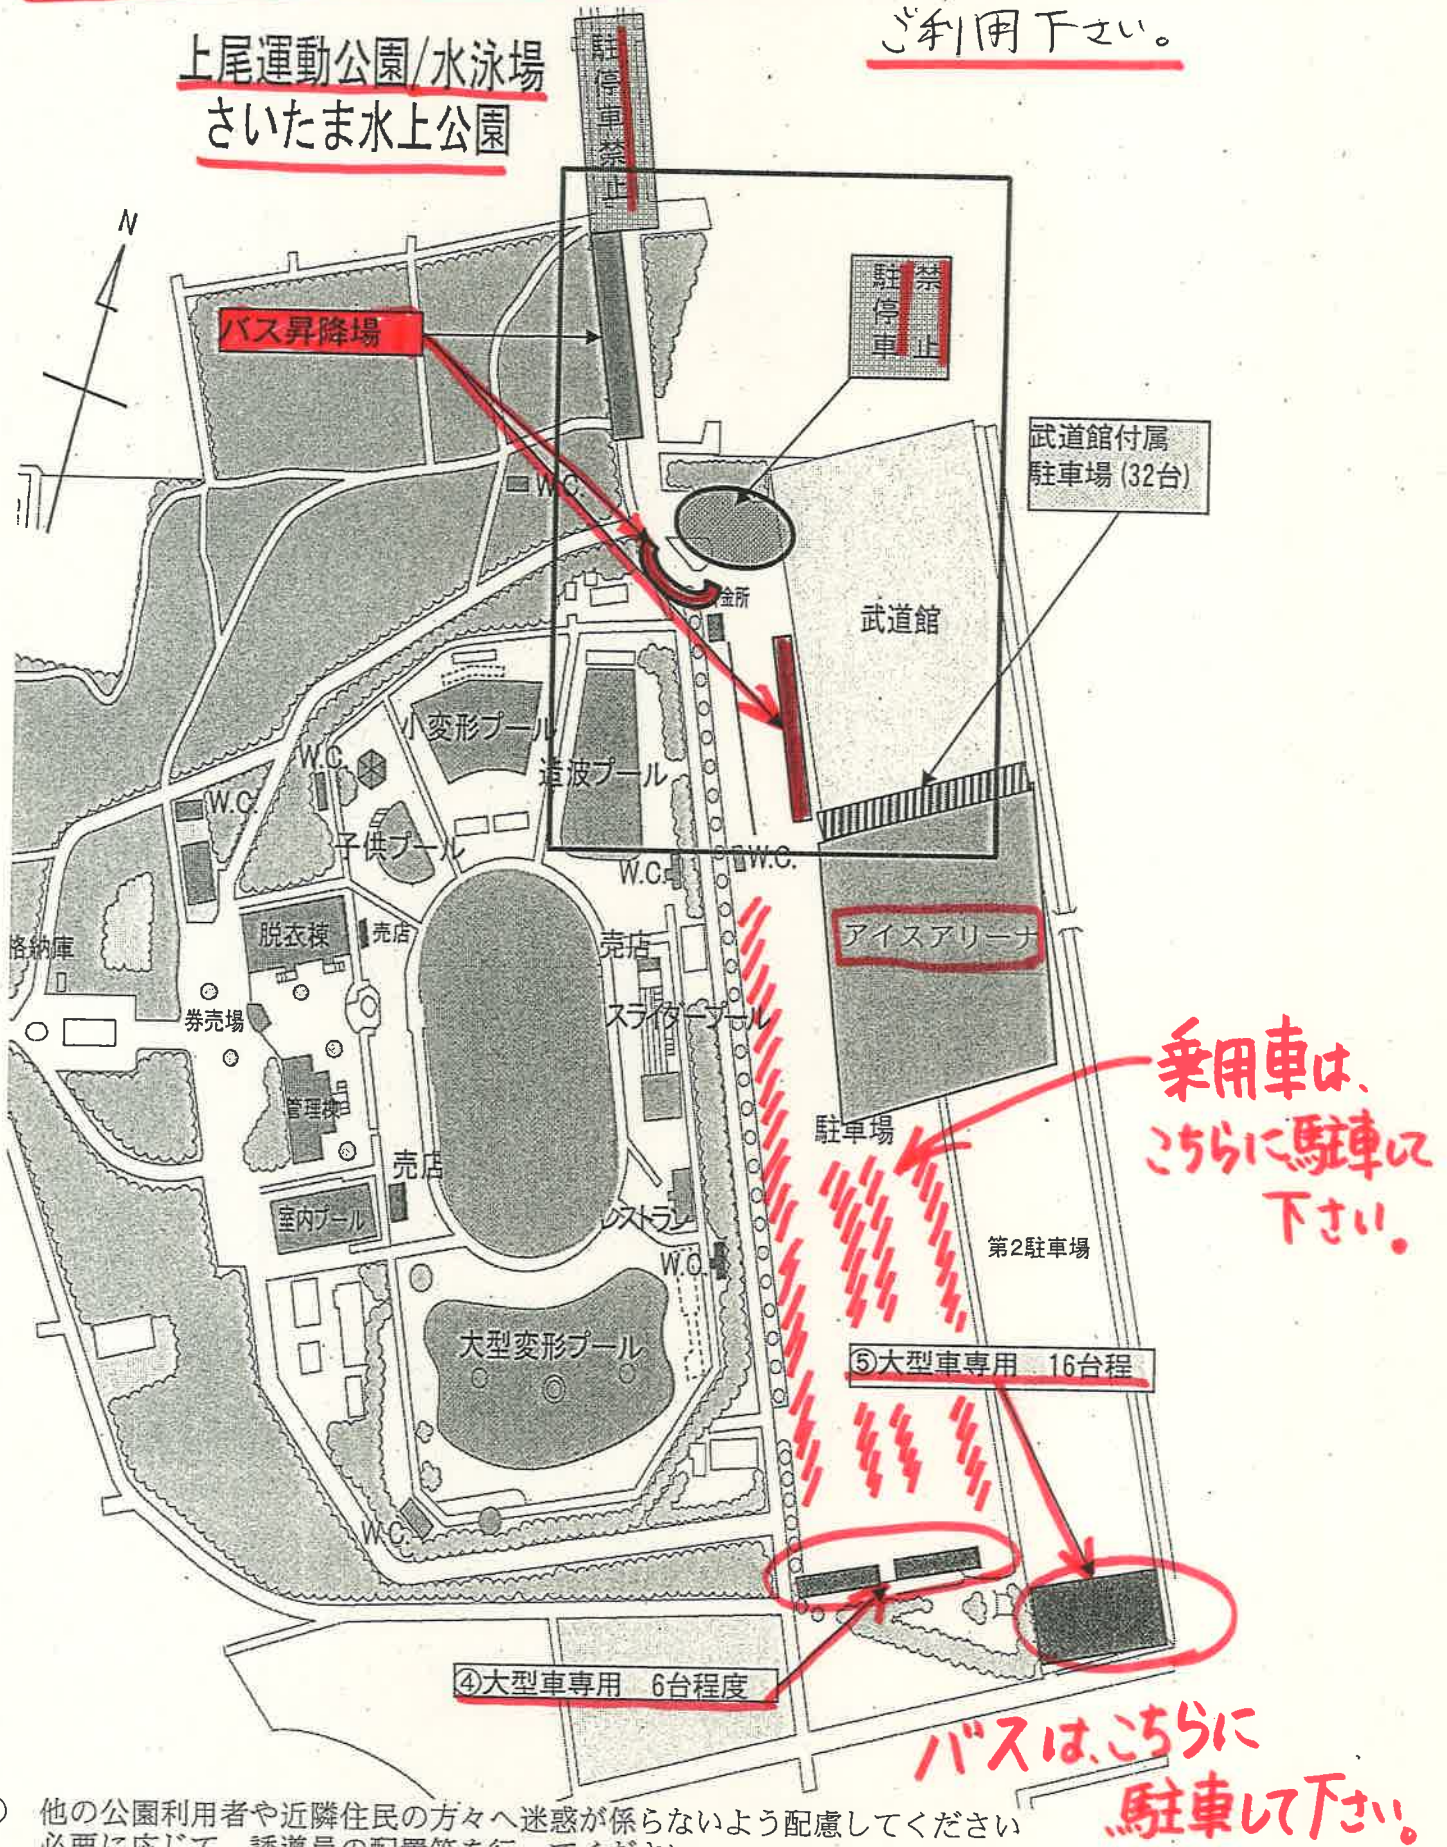 ご利用下さい。
上尾運動公園/水泳場
さいたま水上公園
駐停車禁止
N
バス昇降場
駐停車
禁止
武道館付属
駐車場(32台)
W.C.
金所
武道館
小変形プール
造波プール
W.C.
W.C.
子供プール
W.C.
W.C.
アイスアリーナ
脱衣棟
売店
売店
格納庫
券売場
スライダープール
乗用車は、
こちらに駐車して
下さい。
管理棟
駐車場
売店
室内プール
レストラン
第2駐車場
W.C.
大型変形プール
⑤大型車専用 16台程
W.C.
④大型車専用 6台程度
バスは、こちらに
駐車して下さい。
他の公園利用者や近隣住民の方々へ迷惑が係らないよう配慮してください